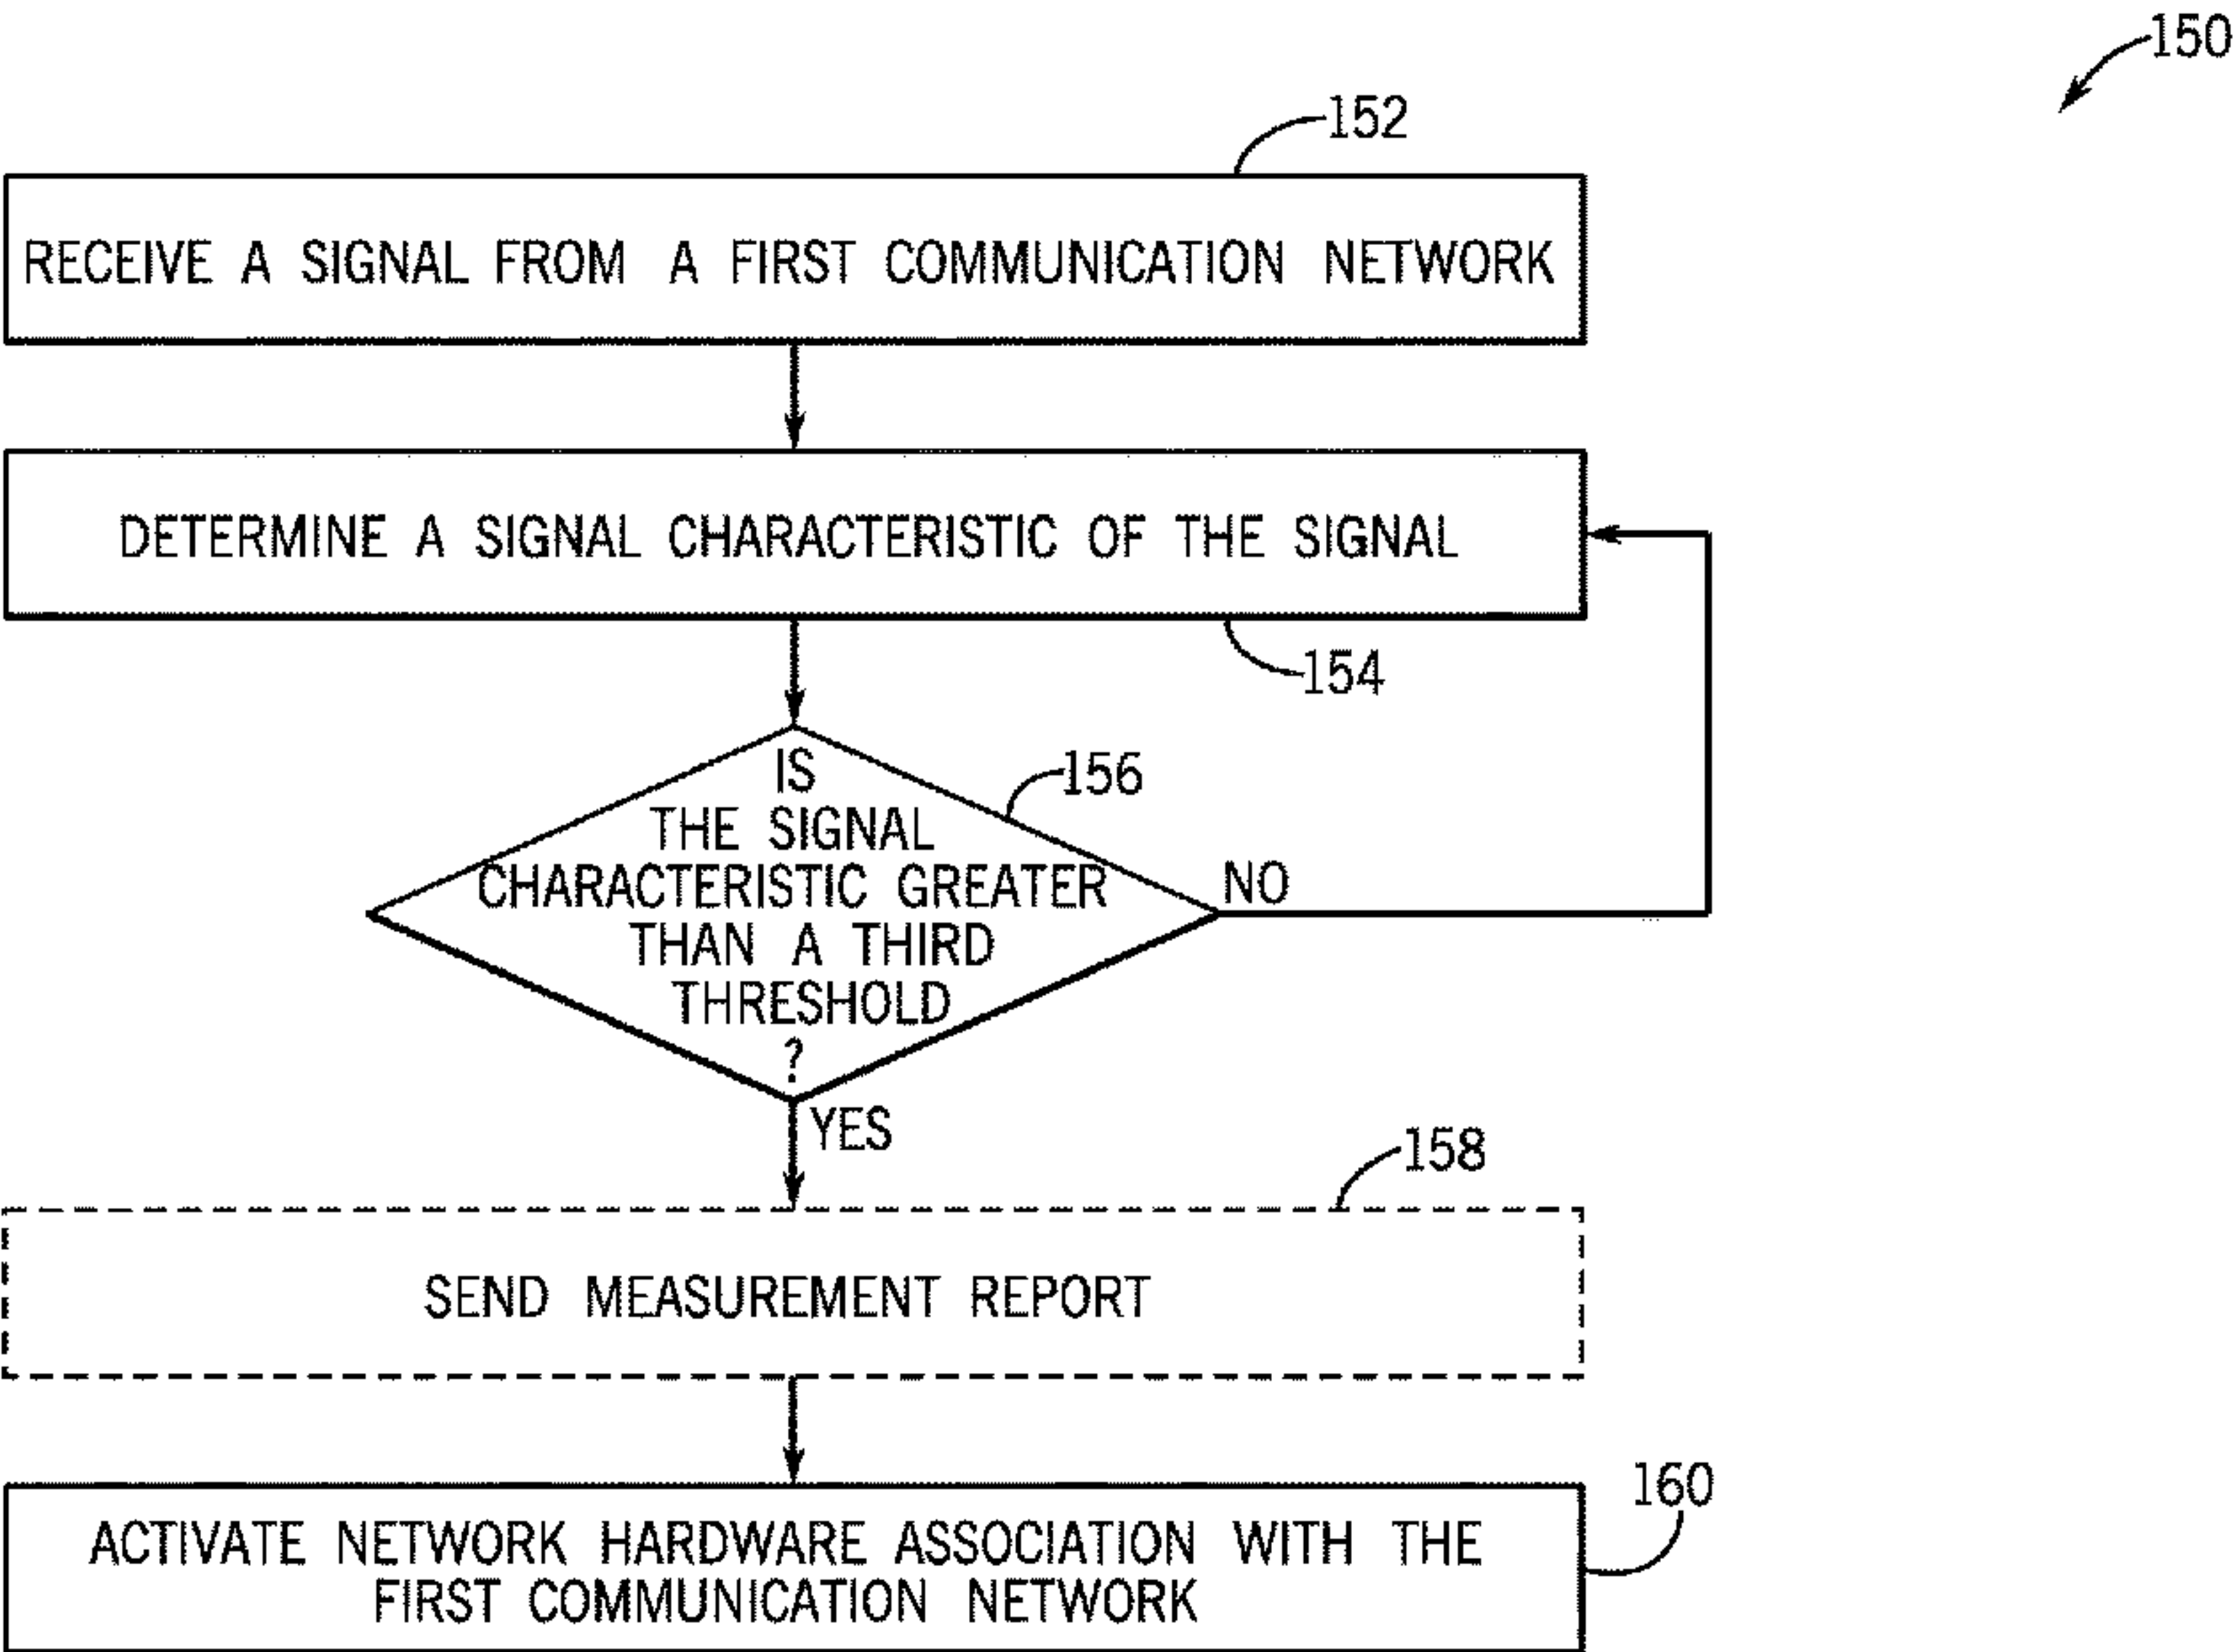 150
152
RECEIVE A SIGNAL FROM A FIRST COMMUNICATION NETWORK
DETERMINE A SIGNAL CHARACTERISTIC OF THE SIGNAL
154
156
IS
THE SIGNAL
CHARACTERISTIC GREATER
THAN A THIRD
THRESHOLD
?
NO
YES
158
SEND MEASUREMENT REPORT
160
ACTIVATE NETWORK HARDWARE ASSOCIATION WITH THE
FIRST COMMUNICATION NETWORK